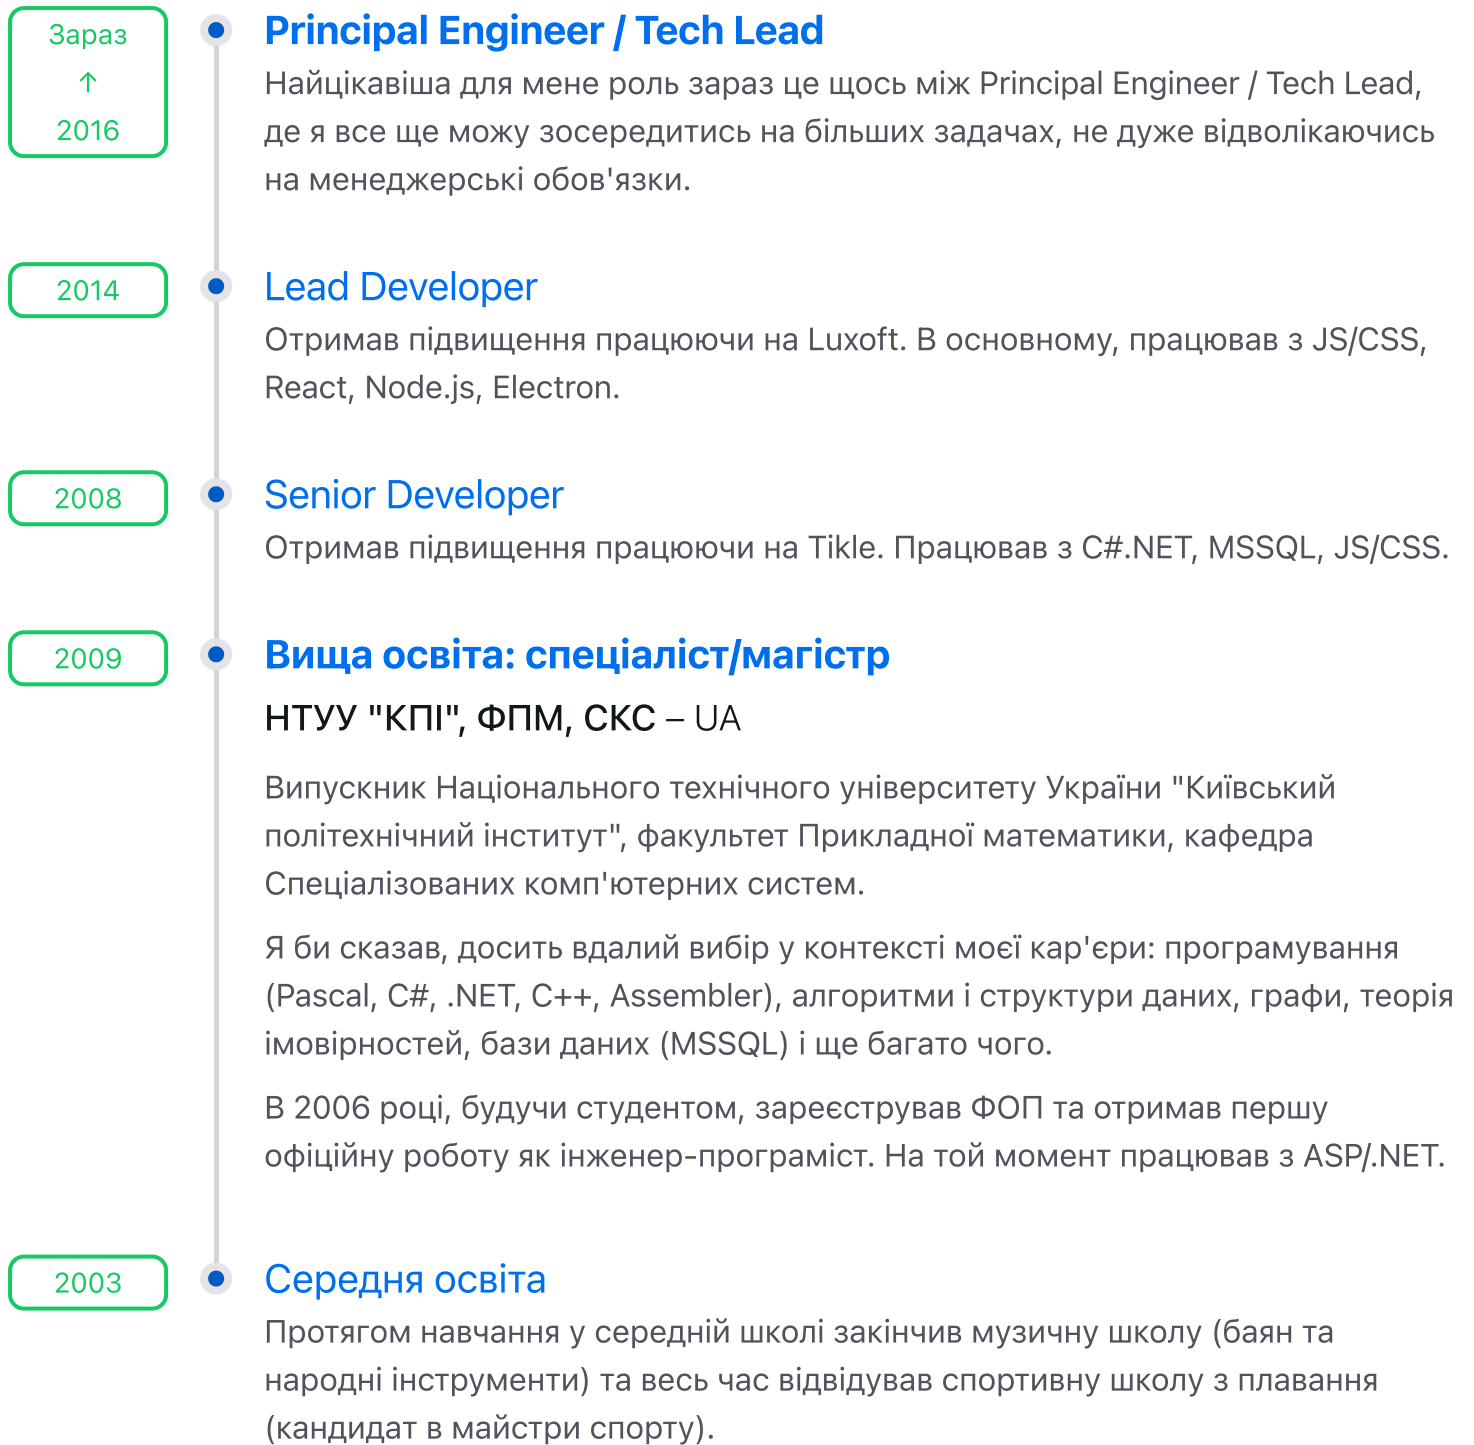 Зараз
↑
2016
Principal Engineer / Tech Lead
Найцікавіша для мене роль зараз це щось між Principal Engineer / Tech Lead,
де я все ще можу зосередитись на більших задачах, не дуже відволікаючись
на менеджерські обов'язки.
2014
Lead Developer
Отримав підвищення працюючи на Luxoft. В основному, працював з JS/CSS,
React, Node.js, Electron.
2008
Senior Developer
Отримав підвищення працюючи на Tikle. Працював з C#.NET, MSSQL, JS/CSS.
2009
Вища освіта: спеціаліст/магістр
НТУУ "КПІ", ФПМ, СКС – UA
Випускник Національного технічного університету України "Київський
політехнічний інститут", факультет Прикладної математики, кафедра
Спеціалізованих комп'ютерних систем.
Я би сказав, досить вдалий вибір у контексті моєї кар'єри: програмування
(Pascal, C#, .NET, C++, Assembler), алгоритми і структури даних, графи, теорія
імовірностей, бази даних (MSSQL) і ще багато чого.
В 2006 році, будучи студентом, зареєстрував ФОП та отримав першу
офіційну роботу як інженер-програміст. На той момент працював з ASP/.NET.
2003
Середня освіта
Протягом навчання у середній школі закінчив музичну школу (баян та
народні інструменти) та весь час відвідував спортивну школу з плавання
(кандидат в майстри спорту).